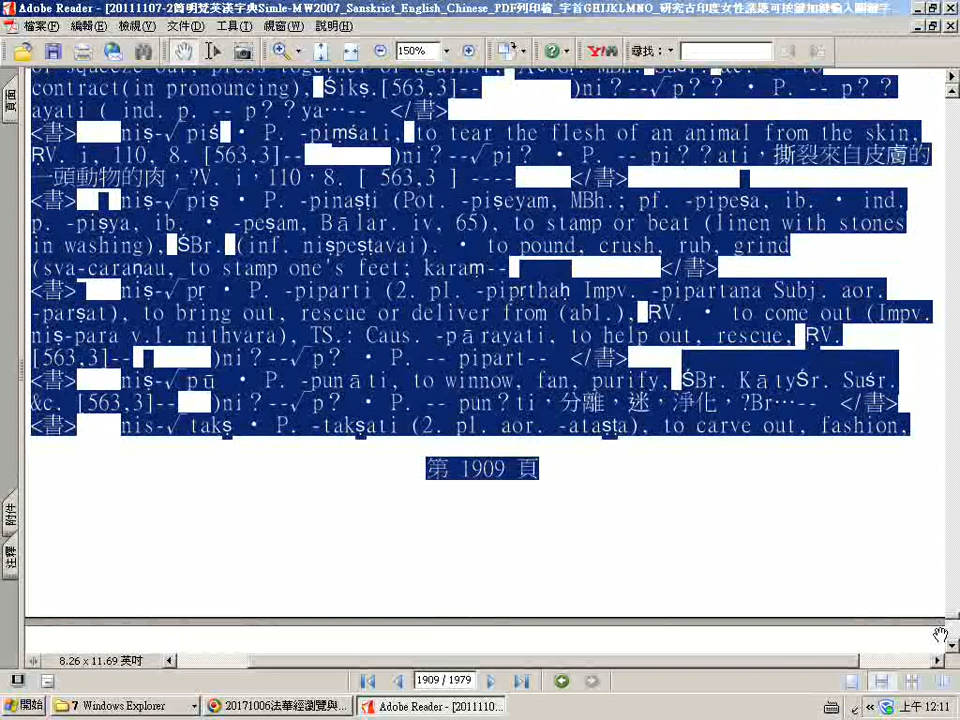 Adobe Reader - [20111107-2簡明梵英漢字典Simle-MW2007_Sanskrict_English_Chinese_PDF列印檔_字首GHIJKLMNO_研究古印度女性議題可按鍵加鍵輸入關鍵字...
檔案(F) 編輯(E) 檢視(V) 文件(D) 工具(T) 視窗(W) 說明(H)
150% 尋找：
頁面
contract(in pronouncing), Śikṣ.[563,3]-- )ni？--√p？？ • P. -- p？？
ayati ( ind. p. -- p？？ya…-- </書>
<書> niṣ-√piś • P. -piṃśati, to tear the flesh of an animal from the skin,
RV. i, 110, 8. [563,3]-- )ni？--√pi？ • P. -- pi？？ati，撕裂來自皮膚的
一頭動物的肉，?V. i，110，8. [ 563,3 ] ---- </書>
<書> niṣ-√piṣ • P. -pinaṣṭi (Pot. -piṣeyam, MBh.; pf. -pipeṣa, ib. • ind.
p. -piṣya, ib. • -peṣam, Bālar. iv, 65), to stamp or beat (linen with stones
in washing), ŚBr. (inf. niṣpeṣṭavai). • to pound, crush, rub, grind
(sva-caraṇau, to stamp one's feet; karaṃ-- </書>
<書> niṣ-√pṛ • P. -piparti (2. pl. -pipṛthaḥ Impv. -pipartana Subj. aor.
-parṣat), to bring out, rescue or deliver from (abl.), RV. • to come out (Impv.
niṣ-para v.l. nithvara), TS.: Caus. -pārayati, to help out, rescue, RV.
[563,3]-- )ni？--√p？ • P. -- pipart-- </書>
<書> niṣ-√pū • P. -punāti, to winnow, fan, purify, ŚBr. KātyŚr. Suśr.
&c. [563,3]-- )ni？--√p？ • P. -- pun？ti，分離，迷，淨化，?Br…-- </書>
<書> nis-√takṣ • P. -takṣati (2. pl. aor. -ataṣṭa), to carve out, fashion,
第 1909 頁
附件
注釋
8.26 x 11.69 英吋
1909 / 1979
開始 7 Windows Explorer 20171006法華經瀏覽與... Adobe Reader - [2011110... 上午 12:11